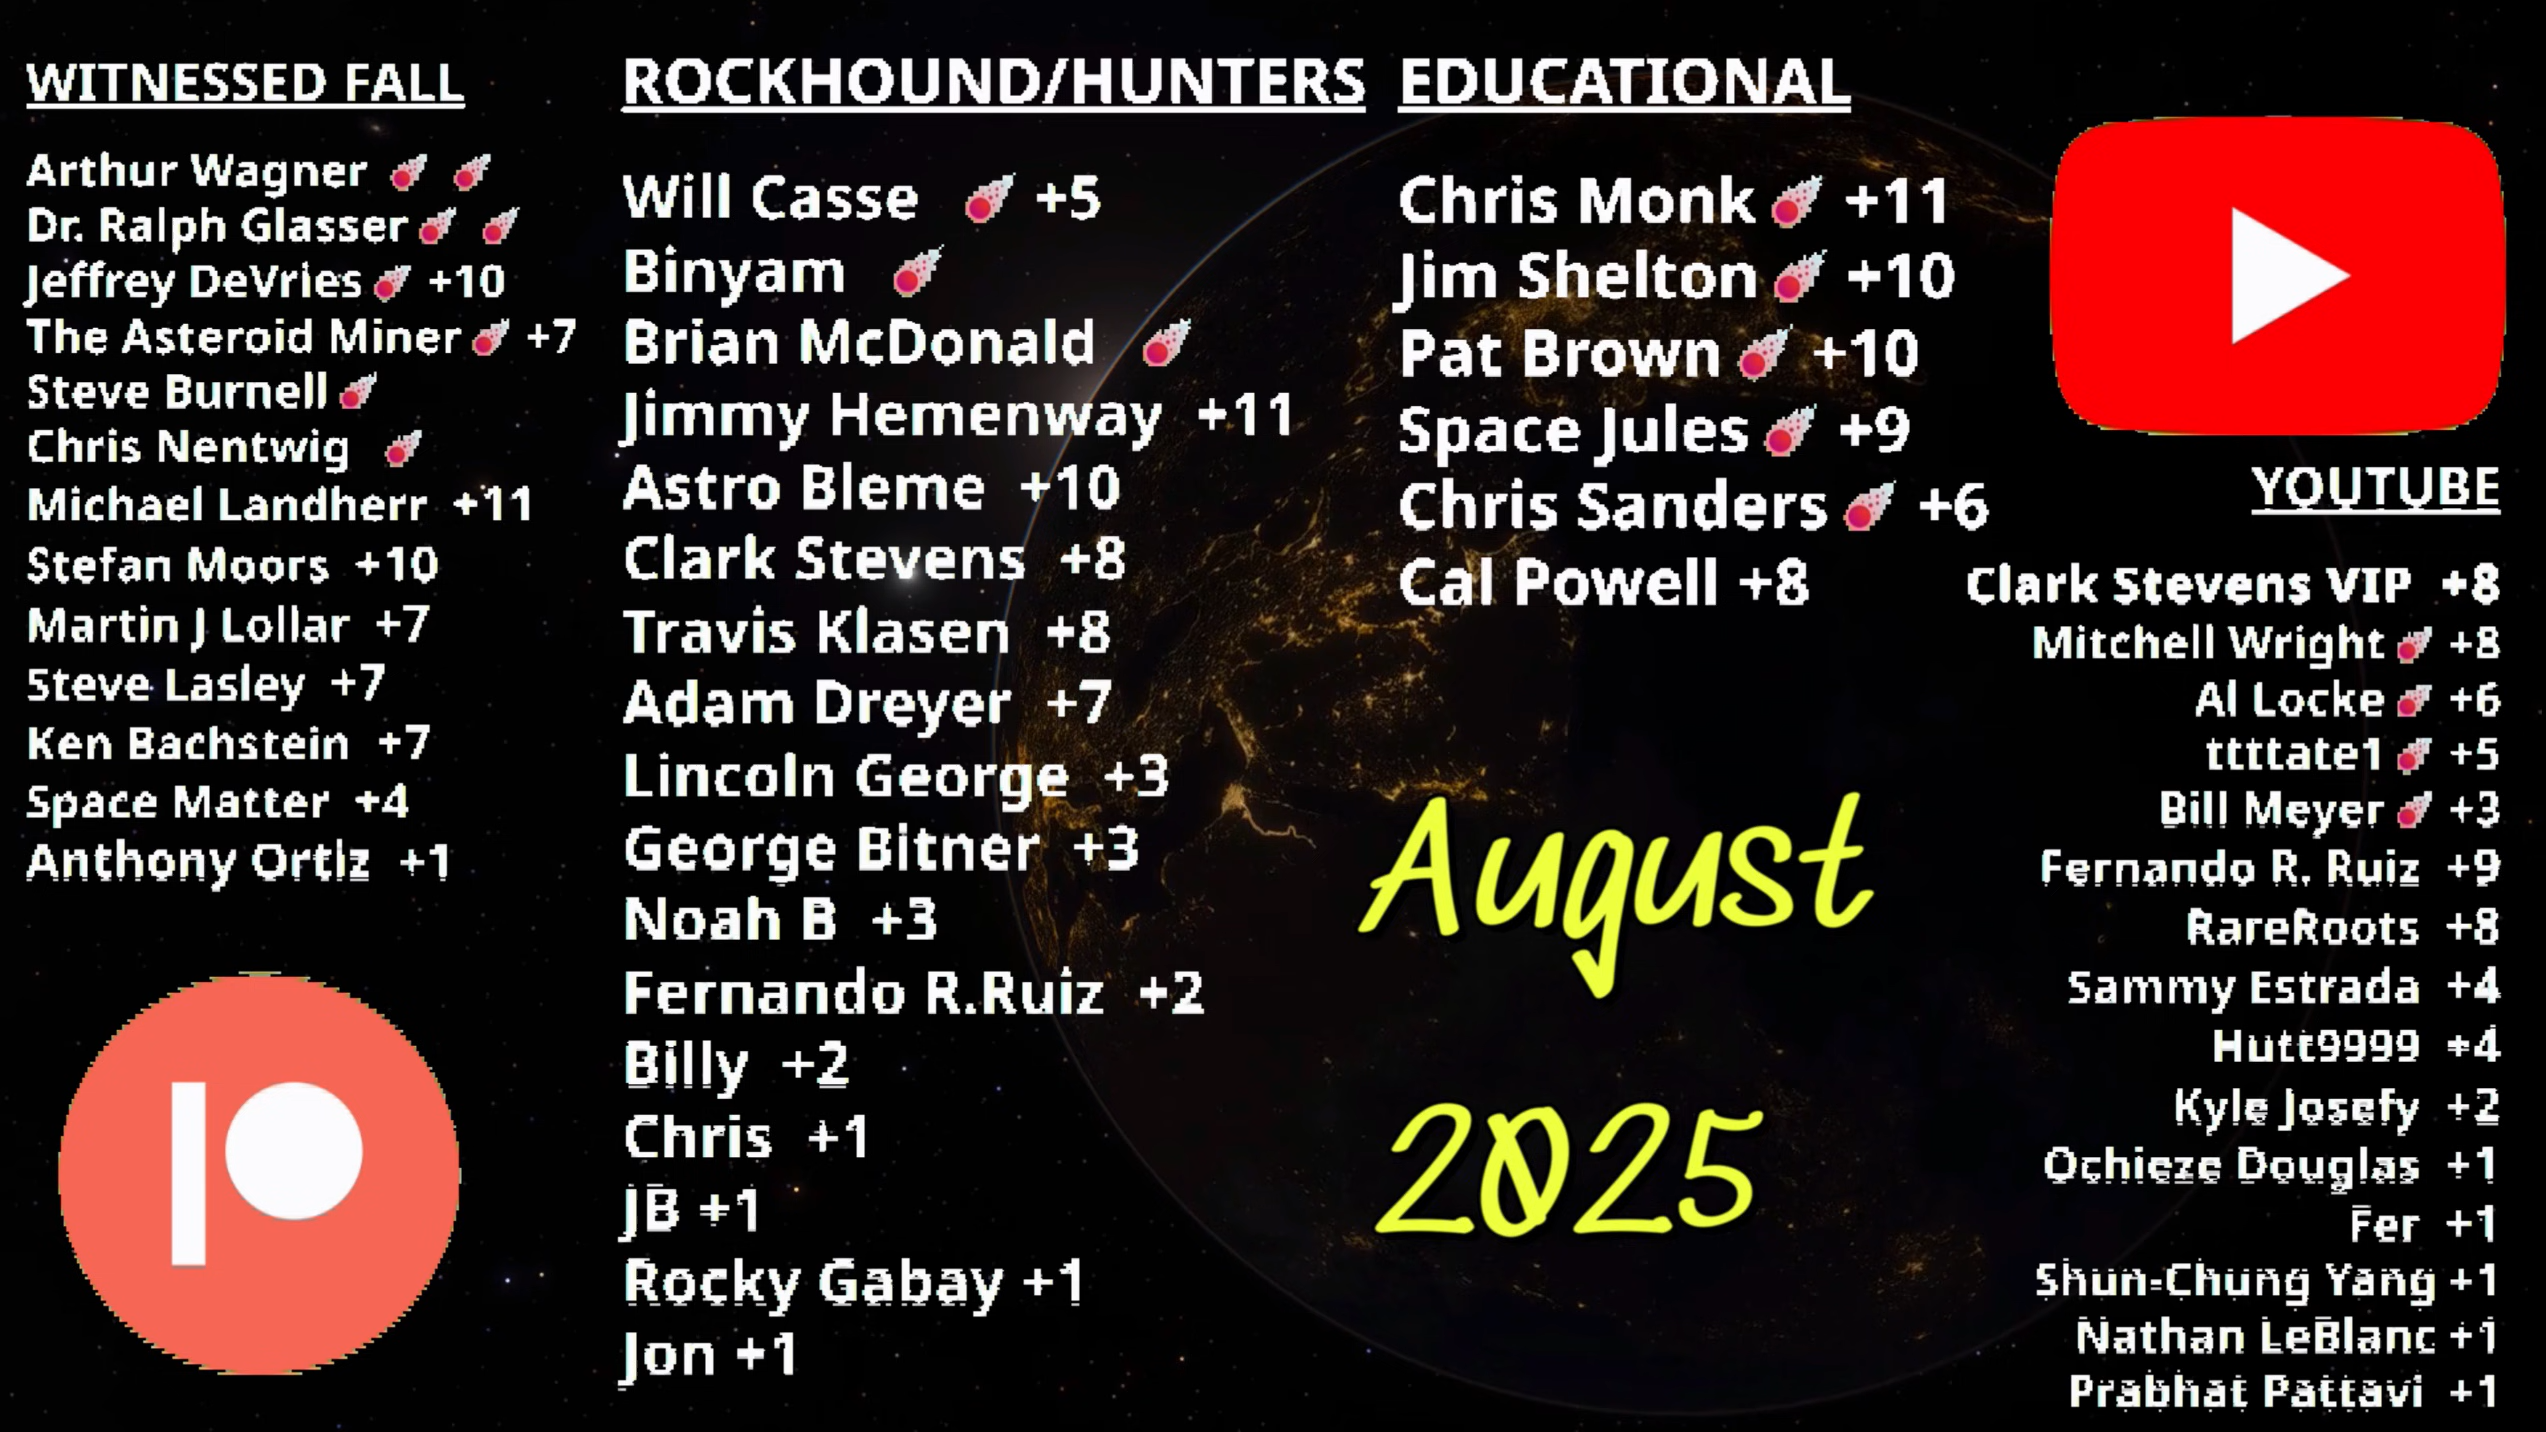 WITNESSED FALL
Arthur Wagner ☄ ☄
Dr. Ralph Glasser ☄ ☄
Jeffrey DeVries ☄ +10
The Asteroid Miner ☄ +7
Steve Burnell ☄
Chris Nentwig ☄
Michael Landherr +11
Stefan Moors +10
Martin J Lollar +7
Steve Lasley +7
Ken Bachstein +7
Space Matter +4
Anthony Ortiz +1
ROCKHOUND/HUNTERS
Will Casse ☄ +5
Binyam ☄
Brian McDonald ☄
Jimmy Hemenway +11
Astro Bleme +10
Clark Stevens +8
Travis Klasen +8
Adam Dreyer +7
Lincoln George +3
George Bitner +3
Noah B +3
Fernando R.Ruiz +2
Billy +2
Chris +1
JB +1
Rocky Gabay +1
Jon +1
EDUCATIONAL
Chris Monk ☄ +11
Jim Shelton ☄ +10
Pat Brown ☄ +10
Space Jules ☄ +9
Chris Sanders ☄ +6
Cal Powell +8
August
2025
YOUTUBE
Clark Stevens VIP +8
Mitchell Wright ☄ +8
Al Locke ☄ +6
ttttate1 ☄ +5
Bill Meyer ☄ +3
Fernando R. Ruiz +9
RareRoots +8
Sammy Estrada +4
Hutt9999 +4
Kyle Josefy +2
Ochieze Douglas +1
Fer +1
Shun-Chung Yang +1
Nathan LeBlanc +1
Prabhat Pattavi +1